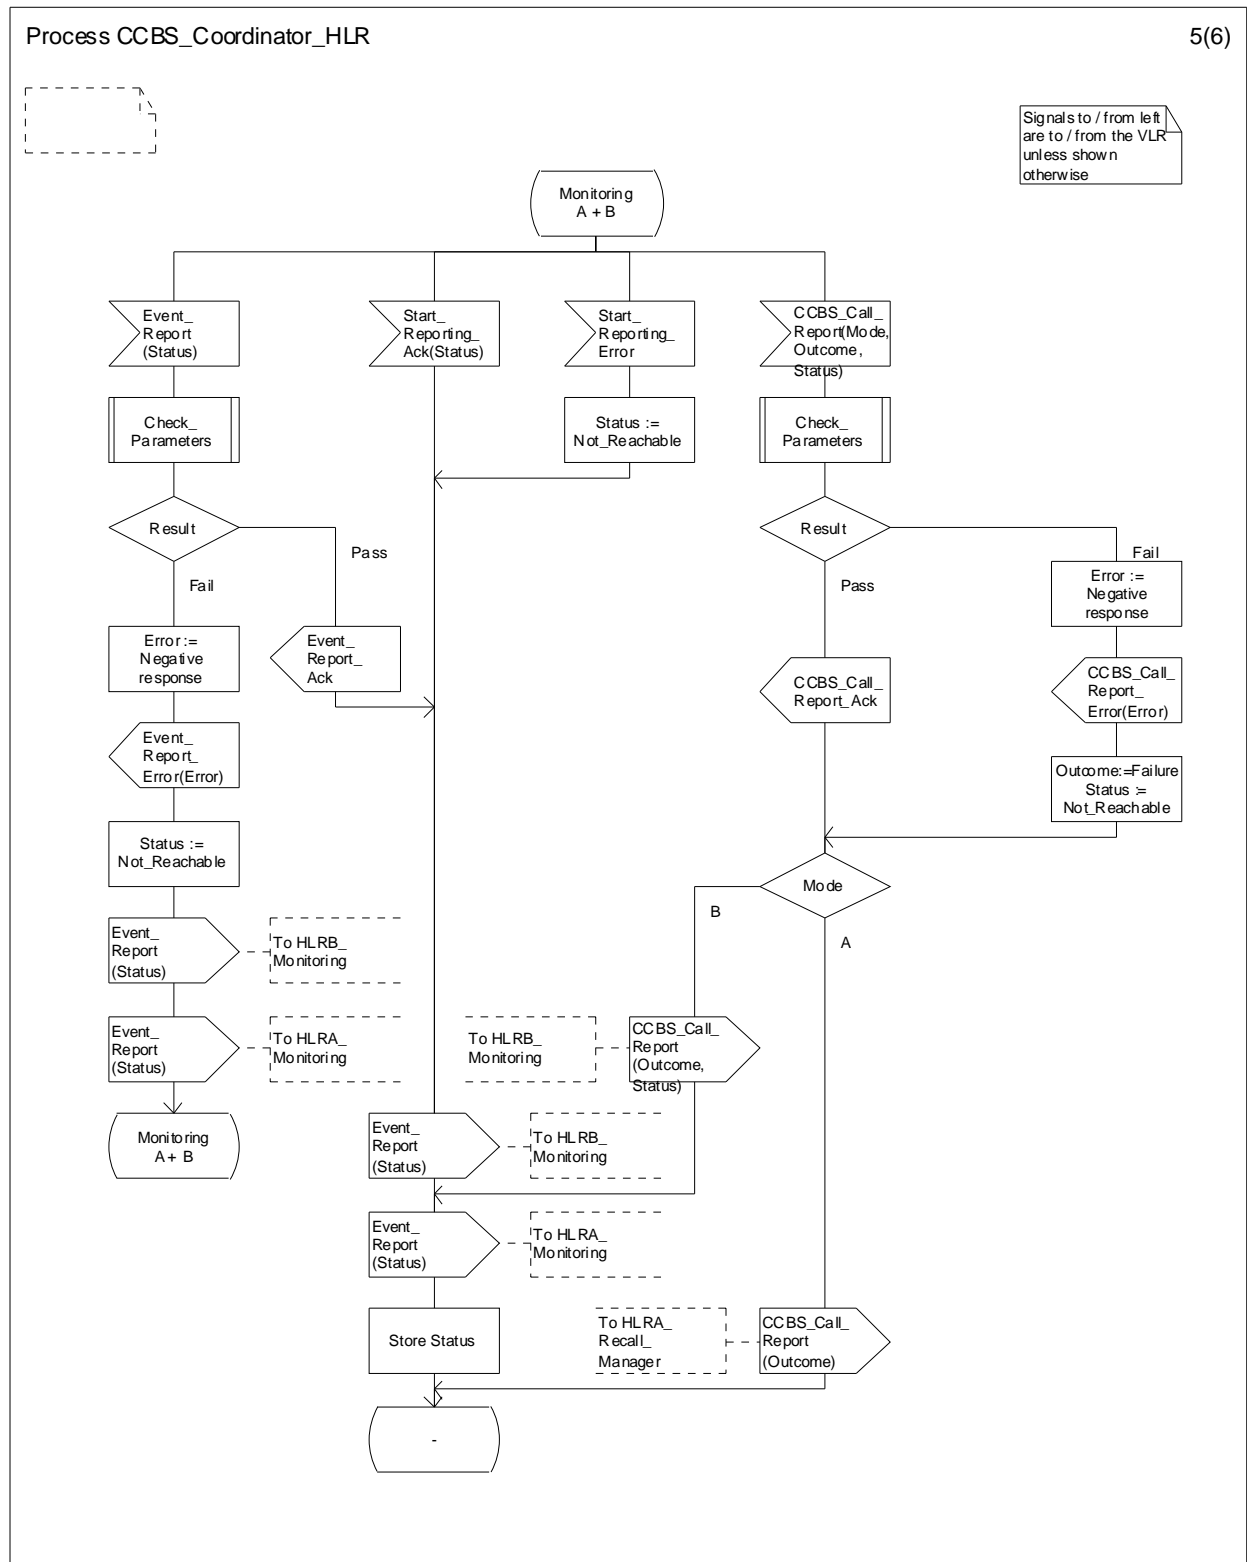 Process CCBS_Coordinator_HLR
5(6)
Signals to / from left
are to / from the VLR
unless shown
otherwise
Monitoring
A + B
Event_
Report
(Status)
Start_
Reporting_
Ack(Status)
Start_
Reporting_
Error
CCBS_Call_
Report(Mode,
Outcome,
Status)
Check_
Parameters
Status :=
Not_Reachable
Check_
Parameters
Result
Pass
Fail
Result
Fail
Pass
Error :=
Negative
response
Error :=
Negative
response
Event_
Report_
Ack
CCBS_Call_
Report_Ack
CCBS_Call_
Report_
Error(Error)
Event_
Report_
Error(Error)
Outcome:=Failure
Status :=
Not_Reachable
Status :=
Not_Reachable
Mode
B
A
Event_
Report
(Status)
To HLRB_
Monitoring
Event_
Report
(Status)
To HLRA_
Monitoring
To HLRB_
Monitoring
CCBS_Call_
Report
(Outcome,
Status)
Monitoring
A + B
Event_
Report
(Status)
To HLRB_
Monitoring
Event_
Report
(Status)
To HLRA_
Monitoring
Store Status
To HLRA_
Recall_
Manager
CCBS_Call_
Report
(Outcome)
-